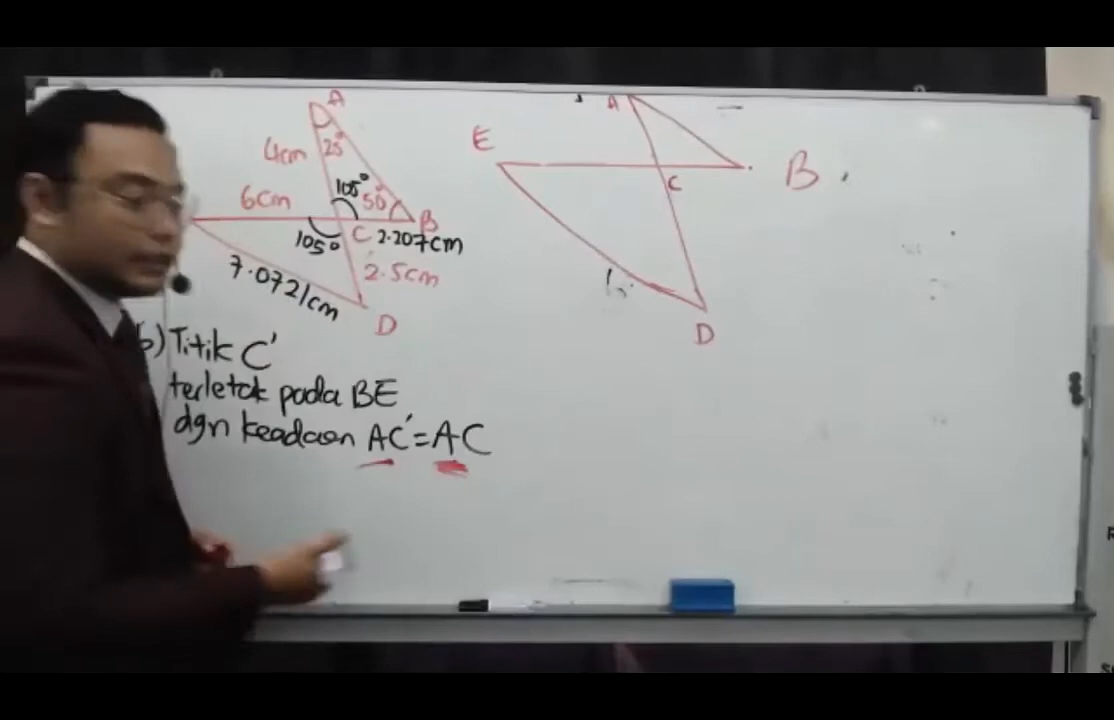 A
4cm
25°
6cm
105°
50°
B
105°
C
2.207cm
7.0721cm
2.5cm
D
b) Titik C'
terletak pada BE
dgn keadaan AC'=AC
A
E
B
C
D